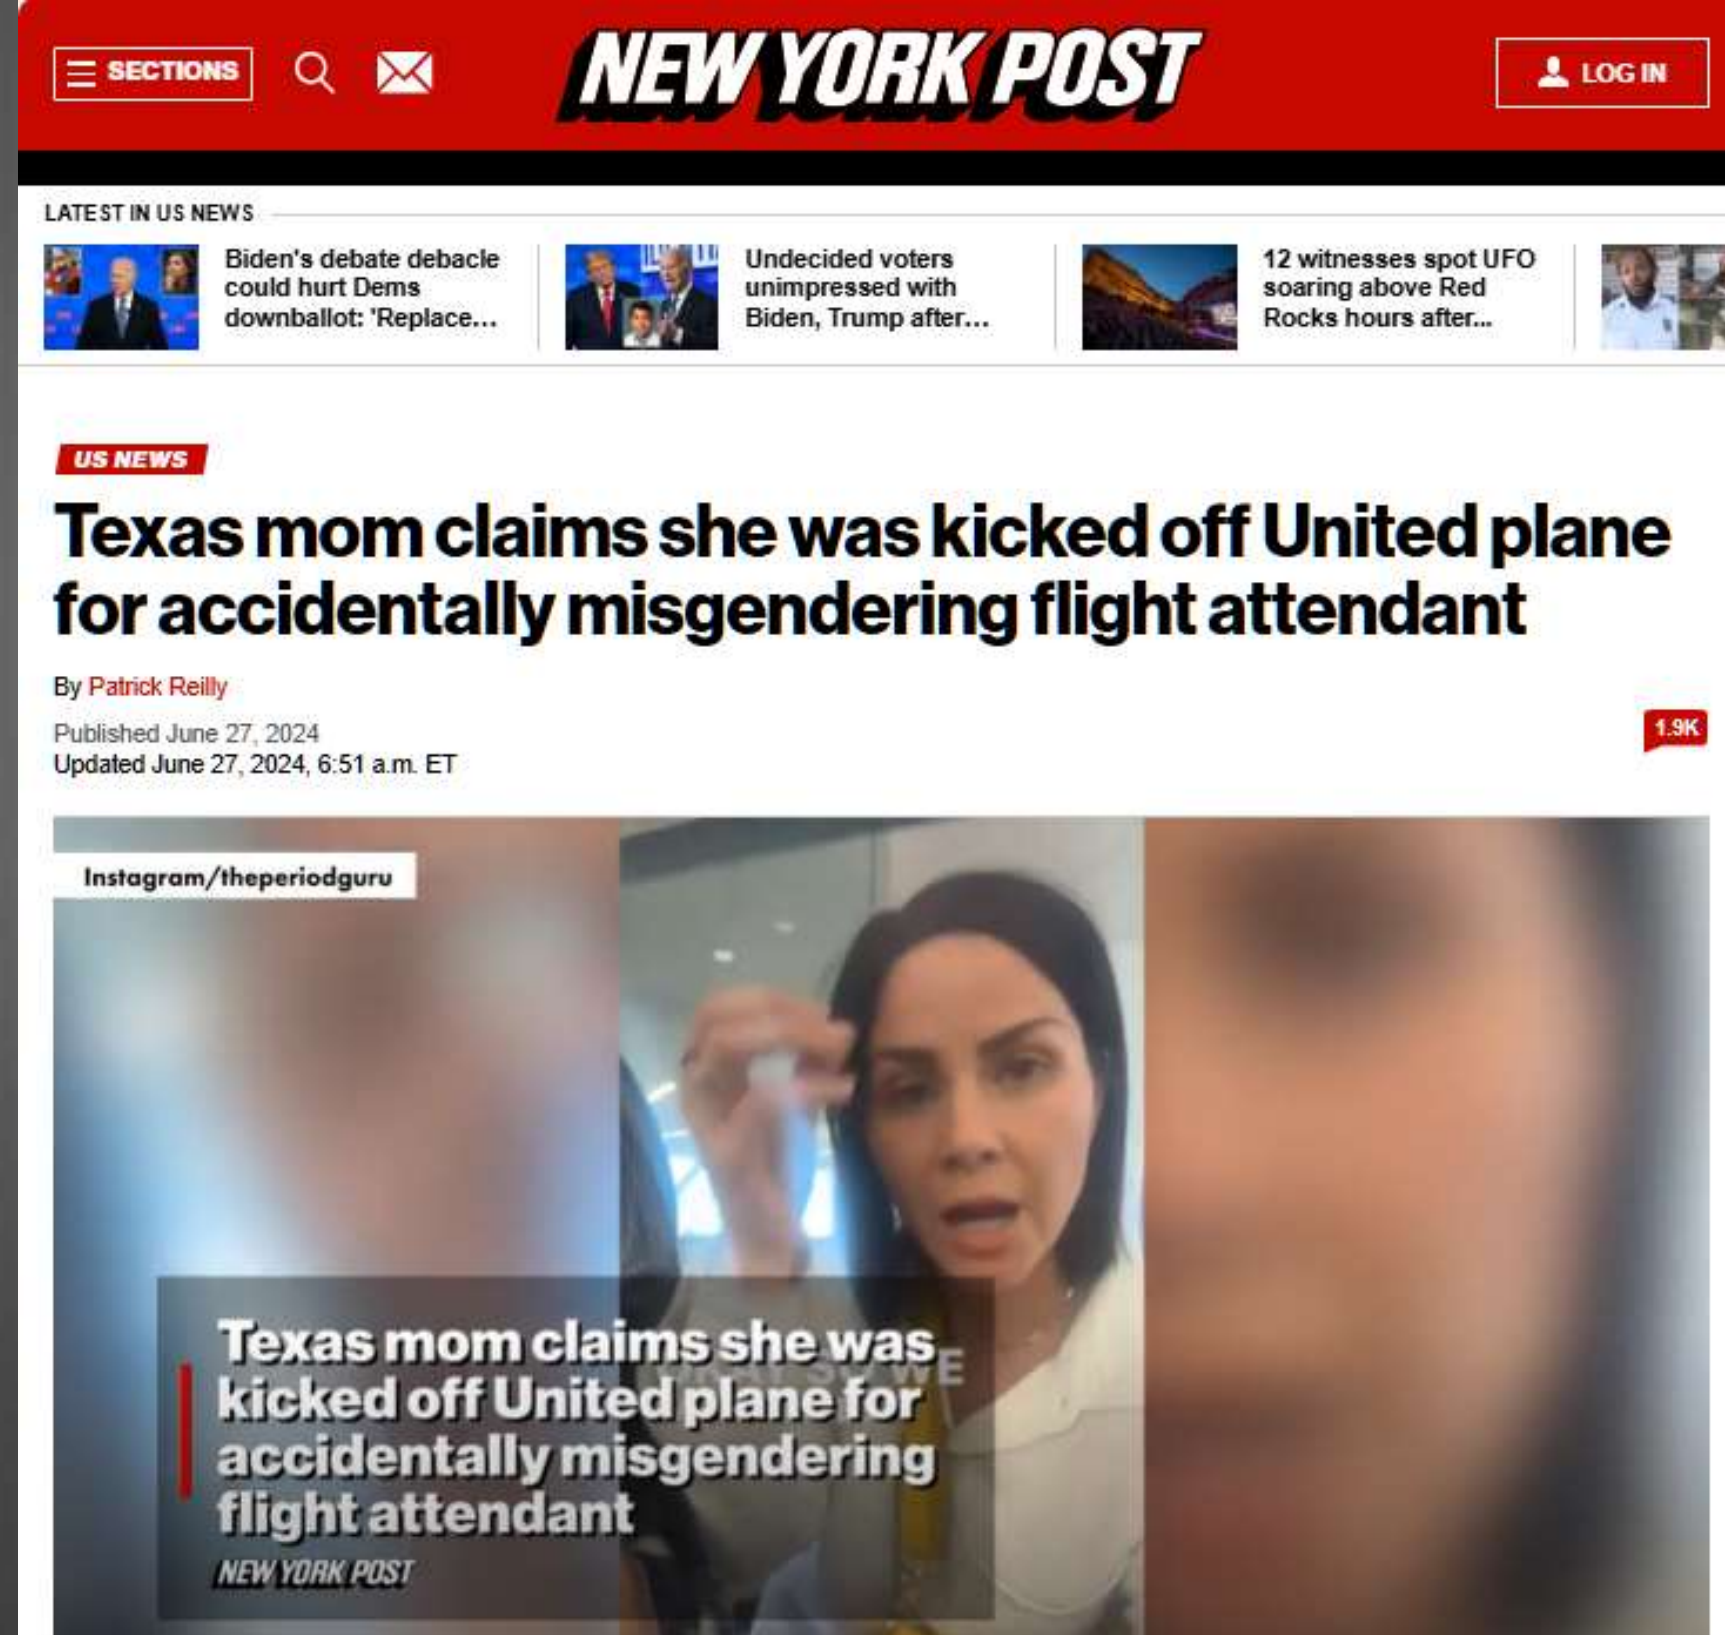 SECTIONS
NEW YORK POST
LOG IN
LATEST IN US NEWS
Biden's debate debacle
could hurt Dems
downballot: 'Replace...
Undecided voters
unimpressed with
Biden, Trump after...
12 witnesses spot UFO
soaring above Red
Rocks hours after...
US NEWS
Texas mom claims she was kicked off United plane
for accidentally misgendering flight attendant
By Patrick Reilly
Published June 27, 2024
Updated June 27, 2024, 6:51 a.m. ET
1.9K
Instagram/theperiodguru
Texas mom claims she was
kicked off United plane for
accidentally misgendering
flight attendant
NEW YORK POST